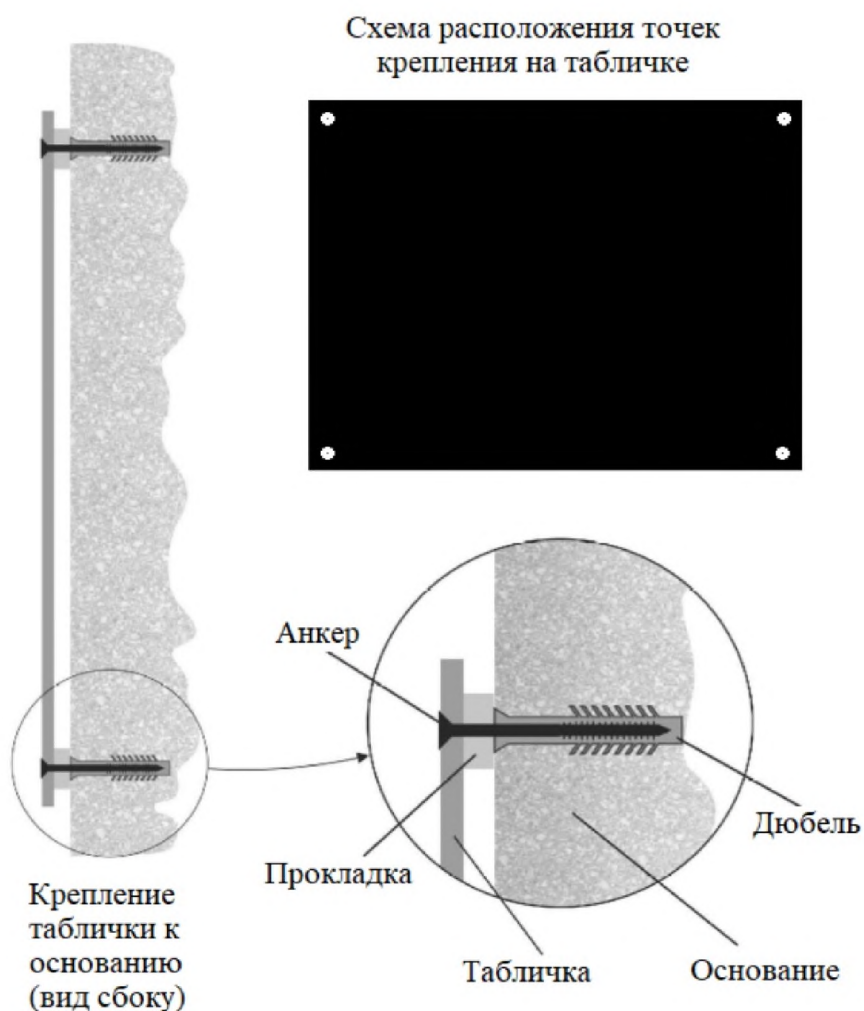 Схема расположения точек
крепления на табличке
Анкер
Дюбель
Прокладка
Табличка
Основание
Крепление
таблички к
основанию
(вид сбоку)